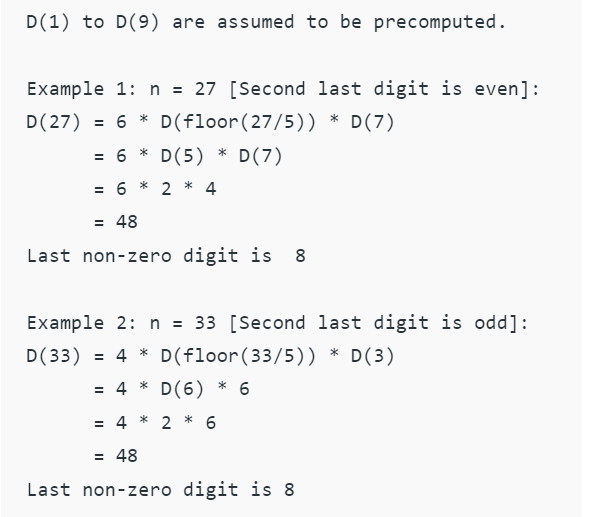 D(1) to D(9) are assumed to be precomputed.
Example 1: n = 27 [Second last digit is even]:
D(27) = 6 * D(floor(27/5)) * D(7)
= 6 * D(5) * D(7)
= 6 * 2 * 4
= 48
Last non-zero digit is  8
Example 2: n = 33 [Second last digit is odd]:
D(33) = 4 * D(floor(33/5)) * D(3)
= 4 * D(6) * 6
= 4 * 2 * 6
= 48
Last non-zero digit is 8